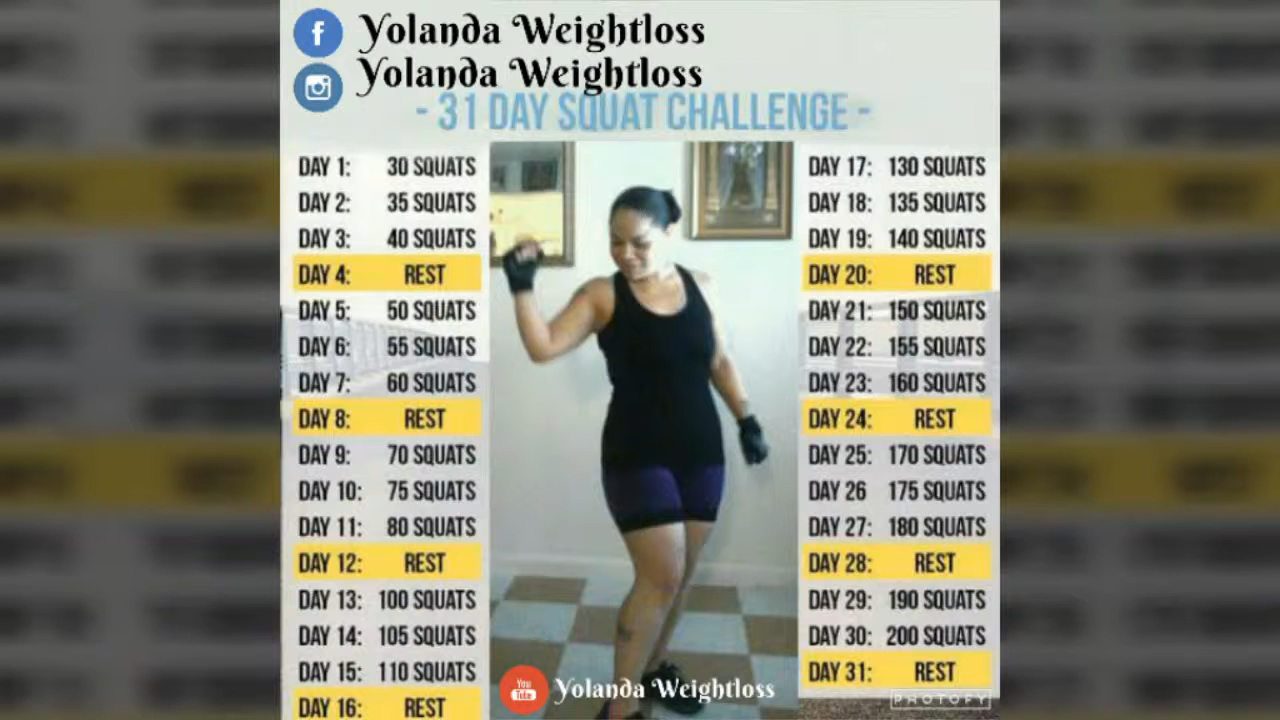 Yolanda Weightloss
Yolanda Weightloss
- 31 DAY SQUAT CHALLENGE -
DAY 1: 30 SQUATS
DAY 2: 35 SQUATS
DAY 3: 40 SQUATS
DAY 4: REST
DAY 5: 50 SQUATS
DAY 6: 55 SQUATS
DAY 7: 60 SQUATS
DAY 8: REST
DAY 9: 70 SQUATS
DAY 10: 75 SQUATS
DAY 11: 80 SQUATS
DAY 12: REST
DAY 13: 100 SQUATS
DAY 14: 105 SQUATS
DAY 15: 110 SQUATS
DAY 16: REST
DAY 17: 130 SQUATS
DAY 18: 135 SQUATS
DAY 19: 140 SQUATS
DAY 20: REST
DAY 21: 150 SQUATS
DAY 22: 155 SQUATS
DAY 23: 160 SQUATS
DAY 24: REST
DAY 25: 170 SQUATS
DAY 26 175 SQUATS
DAY 27: 180 SQUATS
DAY 28: REST
DAY 29: 190 SQUATS
DAY 30: 200 SQUATS
DAY 31: REST
You Tube Yolanda Weightloss
PHOTOFY